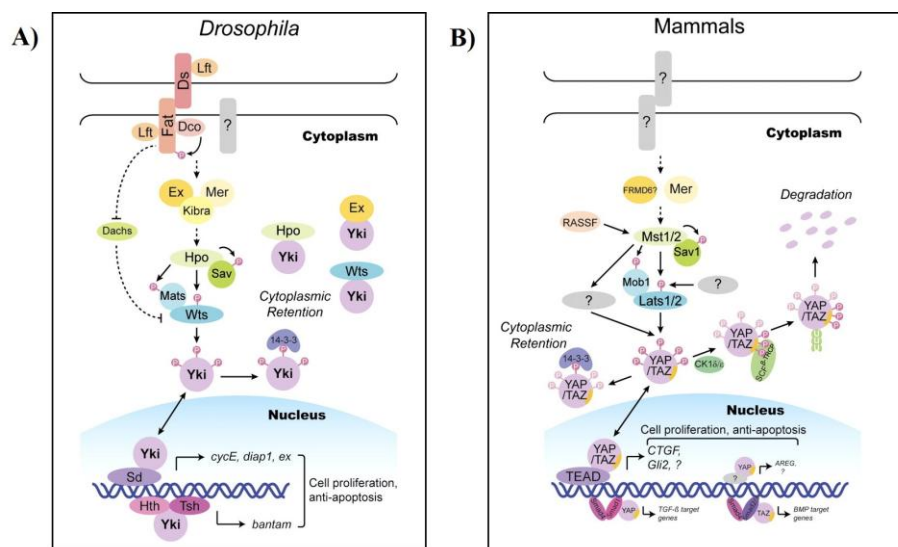 A)
Drosophila
Ds
Lft
Lft
Fat
Dco
?
P
Cytoplasm
Ex
Mer
Kibra
Dachs
Hpo
Sav
P
Mats
P
P
Wts
Hpo
Yki
Ex
Yki
Wts
Yki
Cytoplasmic
Retention
P
P
P
Yki
14-3-3
P
P
P
Yki
Nucleus
Yki
Sd
cycE, diap1, ex
Hth
Tsh
Yki
bantam
Cell proliferation,
anti-apoptosis
B)
Mammals
?
?
Cytoplasm
FRMD6?
Mer
Degradation
RASSF
Mst1/2
P
Sav1
P
Mob1
P
Lats1/2
?
?
Cytoplasmic
Retention
14-3-3
YAP
/TAZ
YAP
/TAZ
CK1δ/ε
YAP
/TAZ
SCF-β-TRCP
YAP
/TAZ
Nucleus
Cell proliferation, anti-apoptosis
YAP
/TAZ
TEAD
CTGF,
Gli2, ?
YAP
?
AREG,
?
YAP
TGF-ß target
genes
TAZ
BMP target
genes